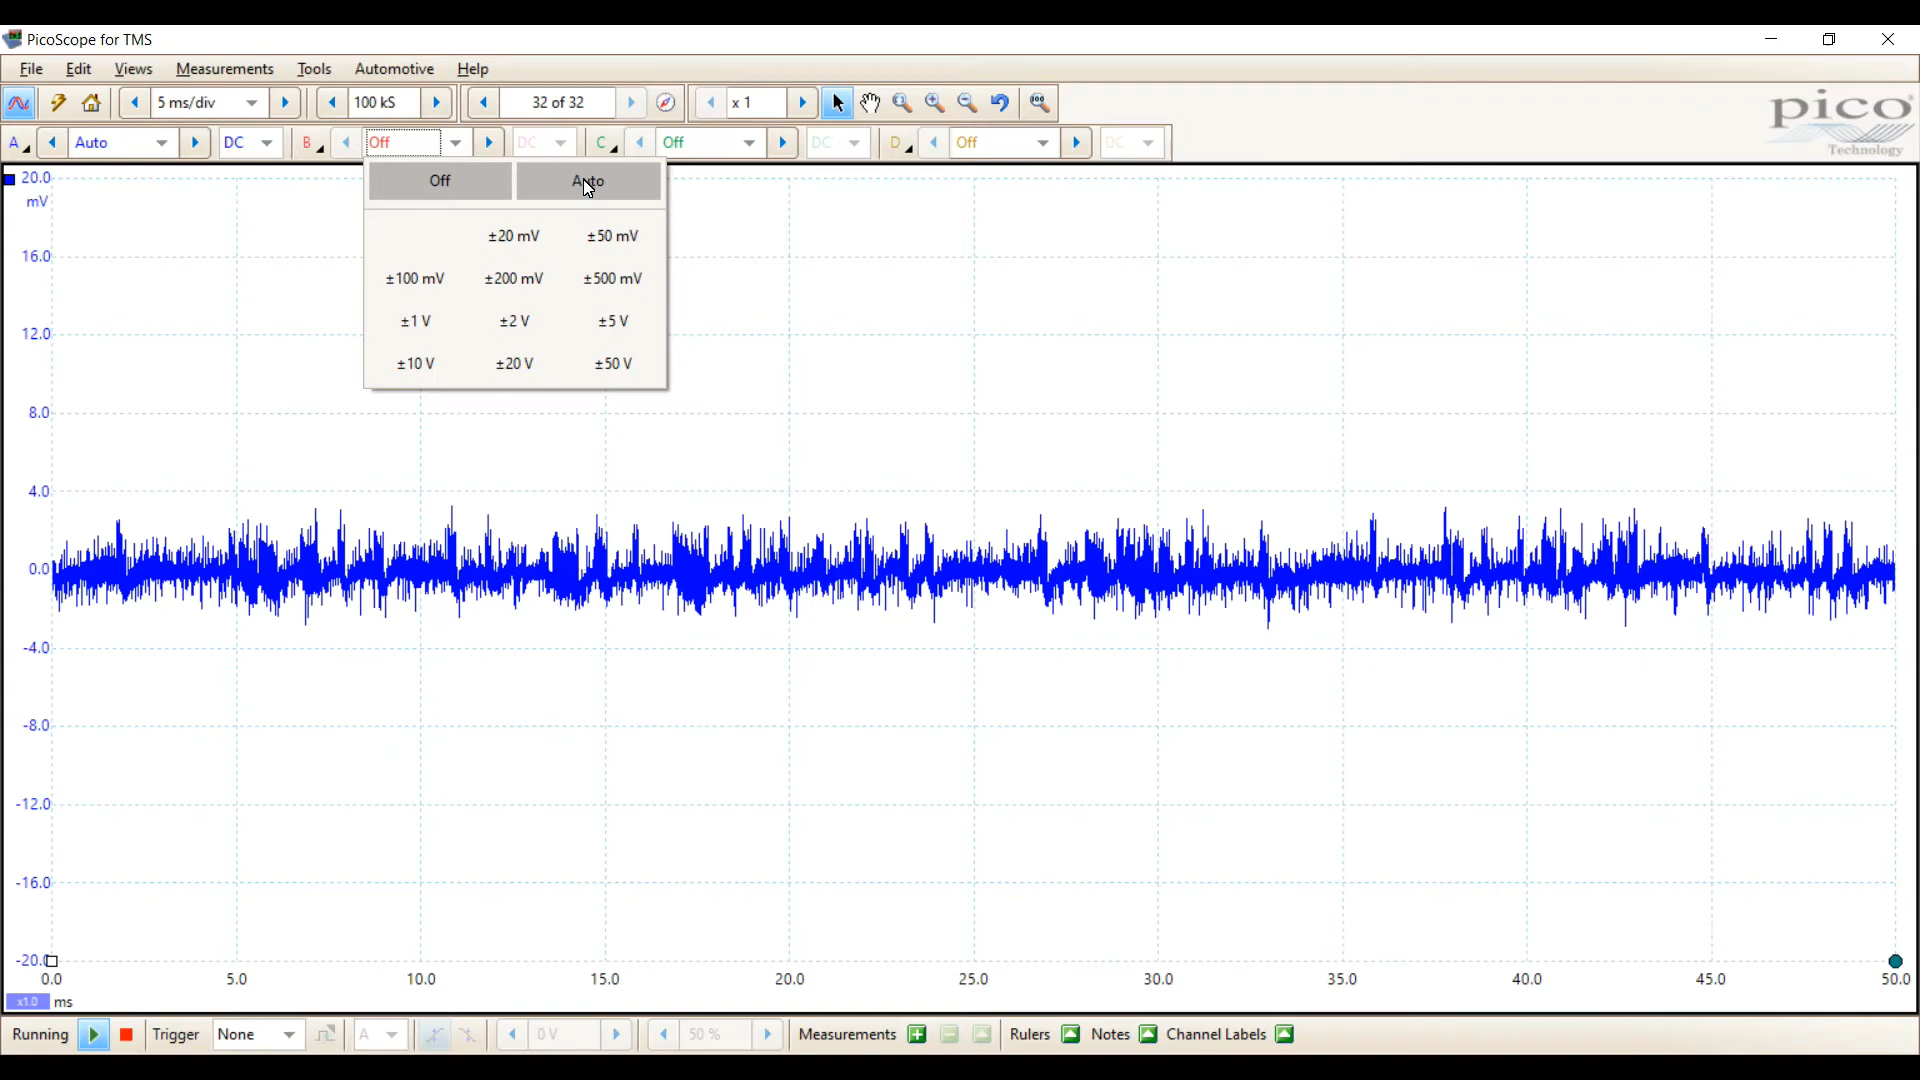 PicoScope for TMS
File Edit Views Measurements Tools Automotive Help
5 ms/div 100 kS 32 of 32 x 1
pico
Technology
A Auto DC B Off DC C Off DC D Off DC
Off Auto
±20 mV ±50 mV
±100 mV ±200 mV ±500 mV
±1 V ±2 V ±5 V
±10 V ±20 V ±50 V
20.0
mV
16.0
12.0
8.0
4.0
0.0
-4.0
-8.0
-12.0
-16.0
-20.0
0.0 5.0 10.0 15.0 20.0 25.0 30.0 35.0 40.0 45.0 50.0
x1.0 ms
Running Trigger None A 0 V 50 % Measurements Rulers Notes Channel Labels